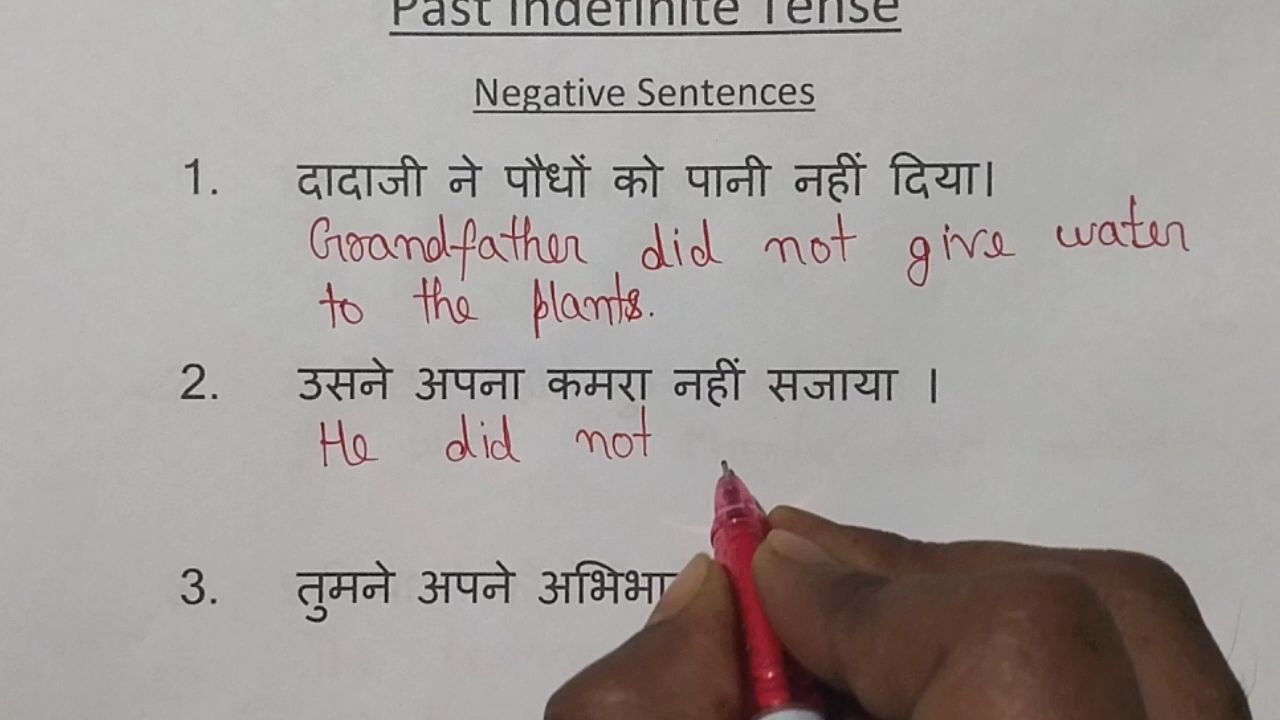 Past Indefinite Tense
Negative Sentences
1. दादाजी ने पौधों को पानी नहीं दिया।
Grandfather did not give water
to the plants.
2. उसने अपना कमरा नहीं सजाया ।
He did not
3. तुमने अपने